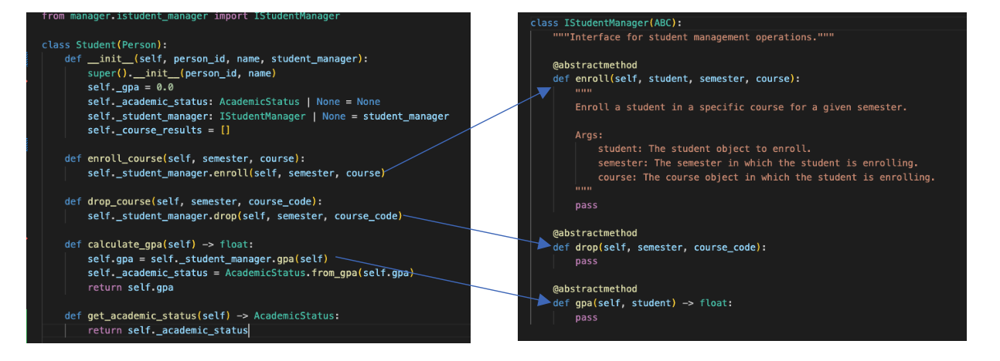 from manager.istudent_manager import IStudentManager
class Student(Person):
def __init__(self, person_id, name, student_manager):
super().__init__(person_id, name)
self._gpa = 0.0
self._academic_status: AcademicStatus | None = None
self._student_manager: IStudentManager | None = student_manager
self._course_results = []
def enroll_course(self, semester, course):
self._student_manager.enroll(self, semester, course)
def drop_course(self, semester, course_code):
self._student_manager.drop(self, semester, course_code)
def calculate_gpa(self) -> float:
self.gpa = self._student_manager.gpa(self)
self._academic_status = AcademicStatus.from_gpa(self.gpa)
return self.gpa
def get_academic_status(self) -> AcademicStatus:
return self._academic_status
class IStudentManager(ABC):
"""Interface for student management operations."""
@abstractmethod
def enroll(self, student, semester, course):
"""
Enroll a student in a specific course for a given semester.
Args:
student: The student object to enroll.
semester: The semester in which the student is enrolling.
course: The course object in which the student is enrolling.
"""
pass
@abstractmethod
def drop(self, semester, course_code):
pass
@abstractmethod
def gpa(self, student) -> float:
pass